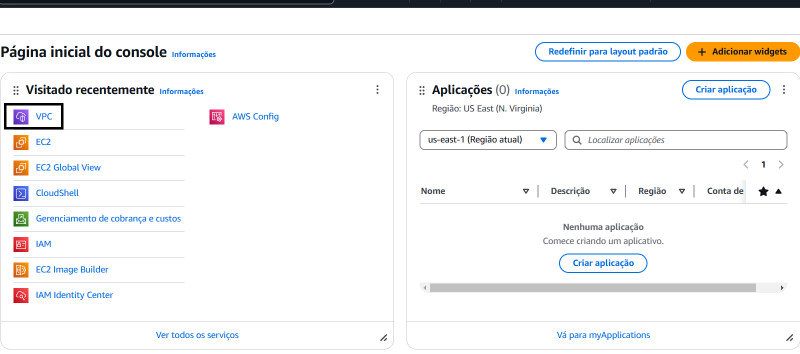 Página inicial do console Informações
Redefinir para layout padrão
+ Adicionar widgets
Visitado recentemente Informações
VPC
EC2
EC2 Global View
CloudShell
Gerenciamento de cobrança e custos
IAM
EC2 Image Builder
IAM Identity Center
AWS Config
Ver todos os serviços
Aplicações (0) Informações
Criar aplicação
Região: US East (N. Virginia)
us-east-1 (Região atual)
Localizar aplicações
1
Nome Descrição Região Conta de
Nenhuma aplicação
Comece criando um aplicativo.
Criar aplicação
Vá para myApplications